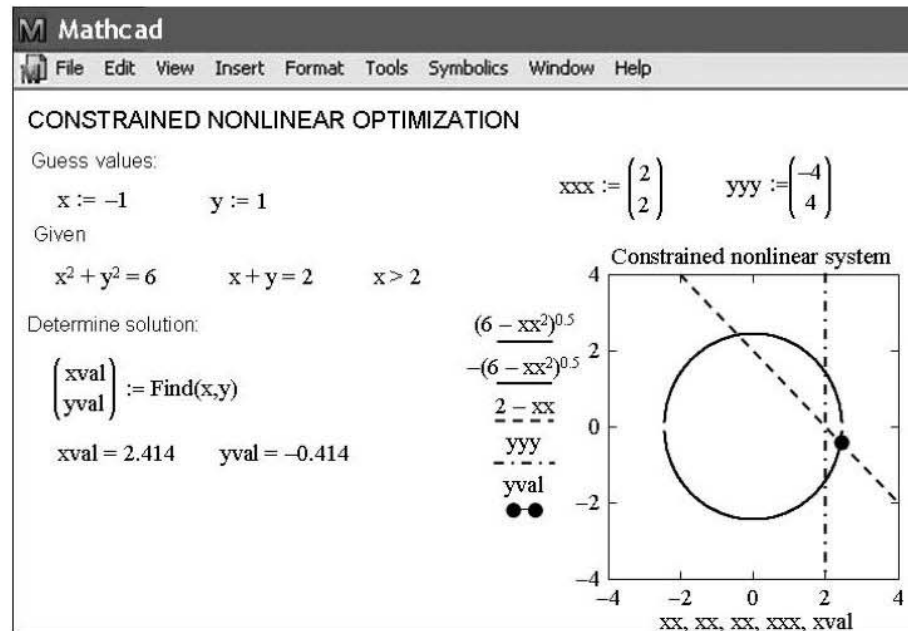 Mathcad
File Edit View Insert Format Tools Symbolics Window Help
CONSTRAINED NONLINEAR OPTIMIZATION
Guess values:
x := −1 y := 1
xxx := (2 2) yyy := (−4 4)
Given
x² + y² = 6 x + y = 2 x > 2
Determine solution:
(xval yval) := Find(x,y)
xval = 2.414 yval = −0.414
Constrained nonlinear system
(6 − xx²)^0.5
−(6 − xx²)^0.5
2 − xx
yyy
yval
4
2
0
−2
−4
−4 −2 0 2 4
xx, xx, xx, xxx, xval